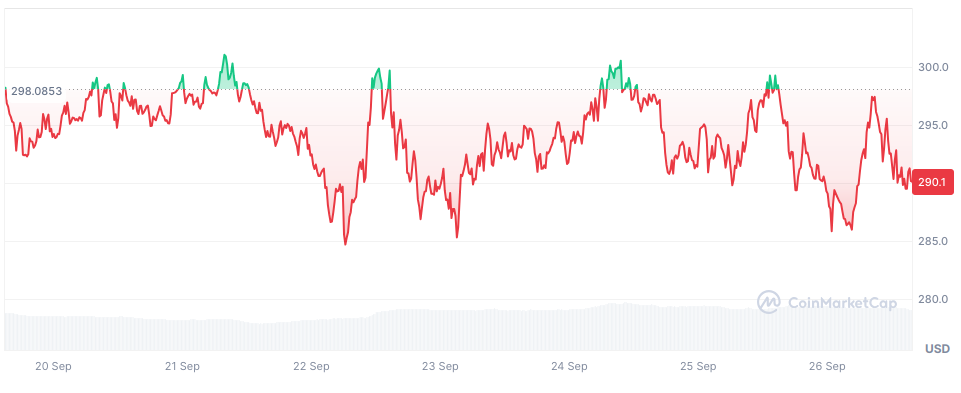 300.0
298.0853
295.0
290.1
285.0
280.0
CoinMarketCap
USD
20 Sep
21 Sep
22 Sep
23 Sep
24 Sep
25 Sep
26 Sep